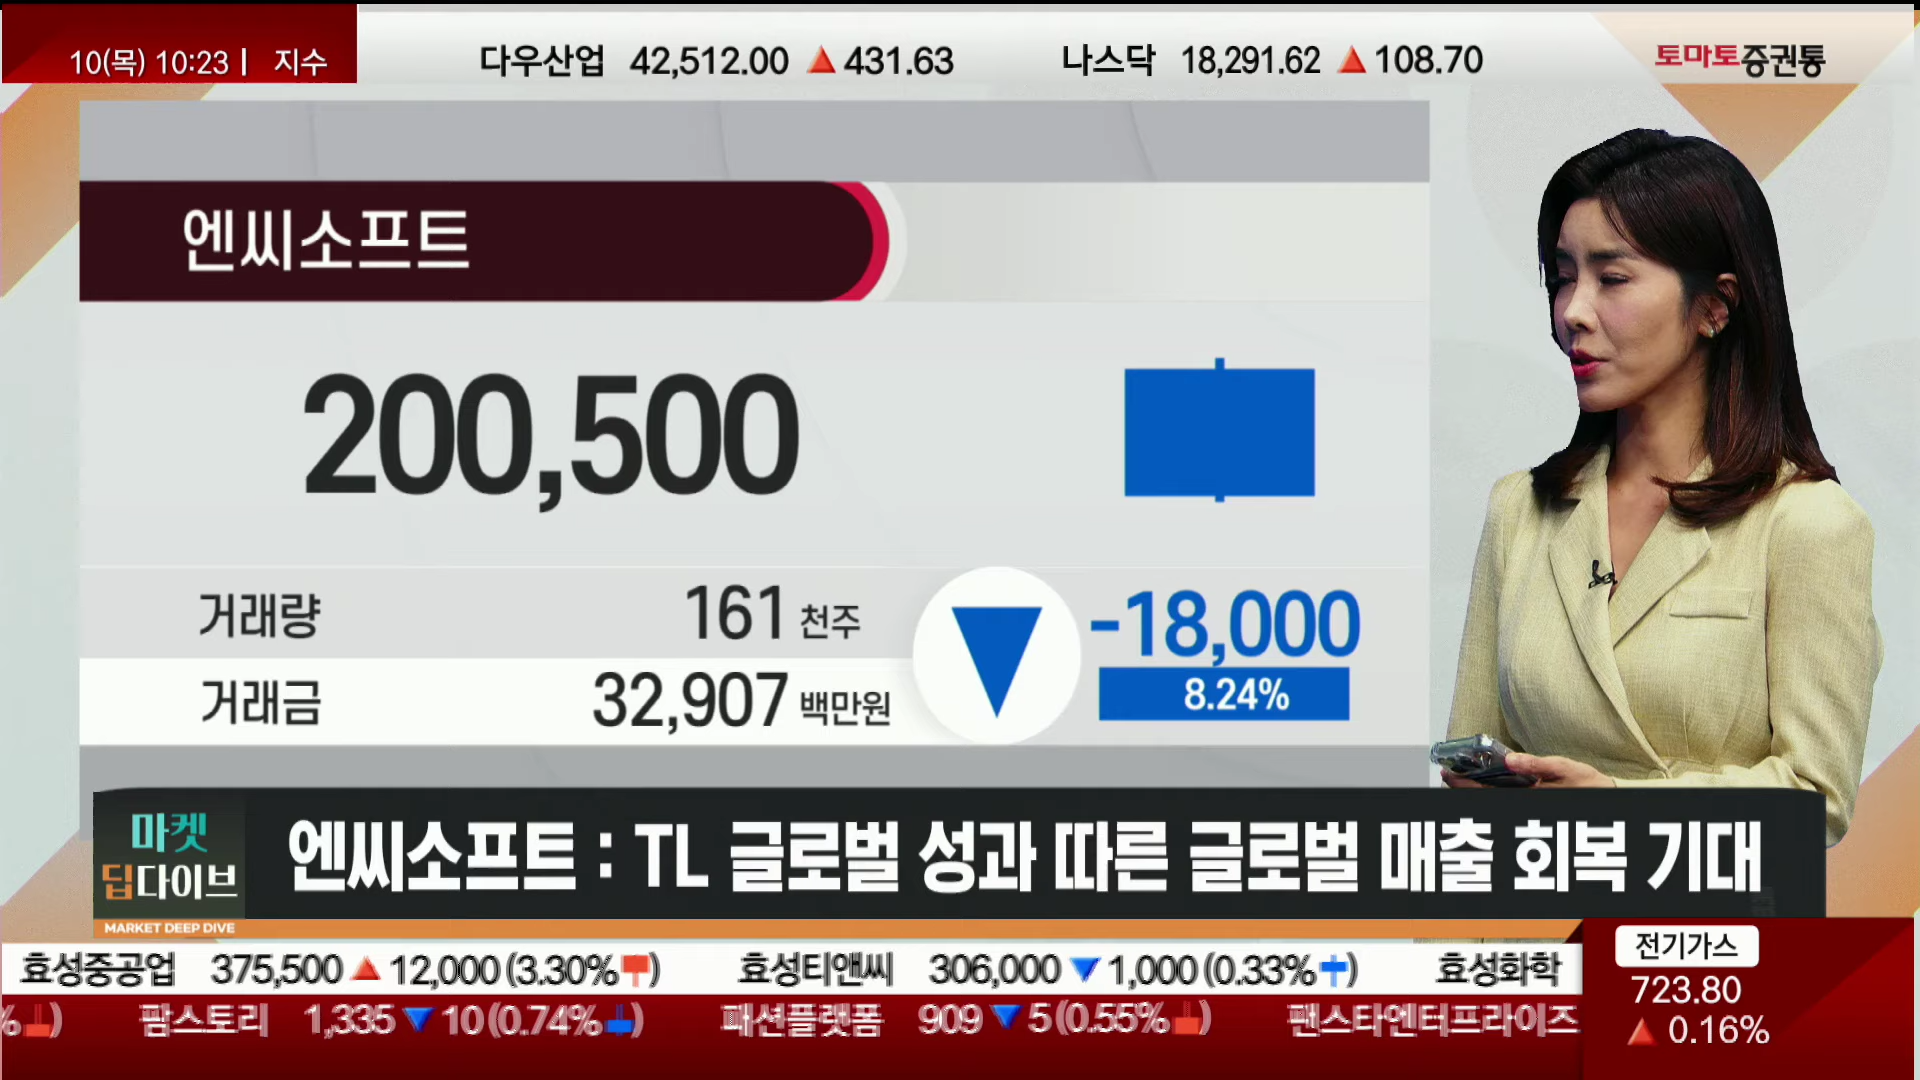 10(목) 10:23 | 지수
다우산업 42,512.00 ▲ 431.63 나스닥 18,291.62 ▲ 108.70
토마토증권통
엔씨소프트
200,500
거래량 161 천주
거래금 32,907 백만원
▼ -18,000
8.24%
마켓
딥다이브
MARKET DEEP DIVE
엔씨소프트 : TL 글로벌 성과 따른 글로벌 매출 회복 기대
효성중공업 375,500 ▲ 12,000 (3.30%) 효성티앤씨 306,000 ▼ 1,000 (0.33%) 효성화학
%) 팜스토리 1,335 ▼ 10 (0.74%) 패션플랫폼 909 ▼ 5 (0.55%) 팬스타엔터프라이즈
전기가스
723.80
▲ 0.16%